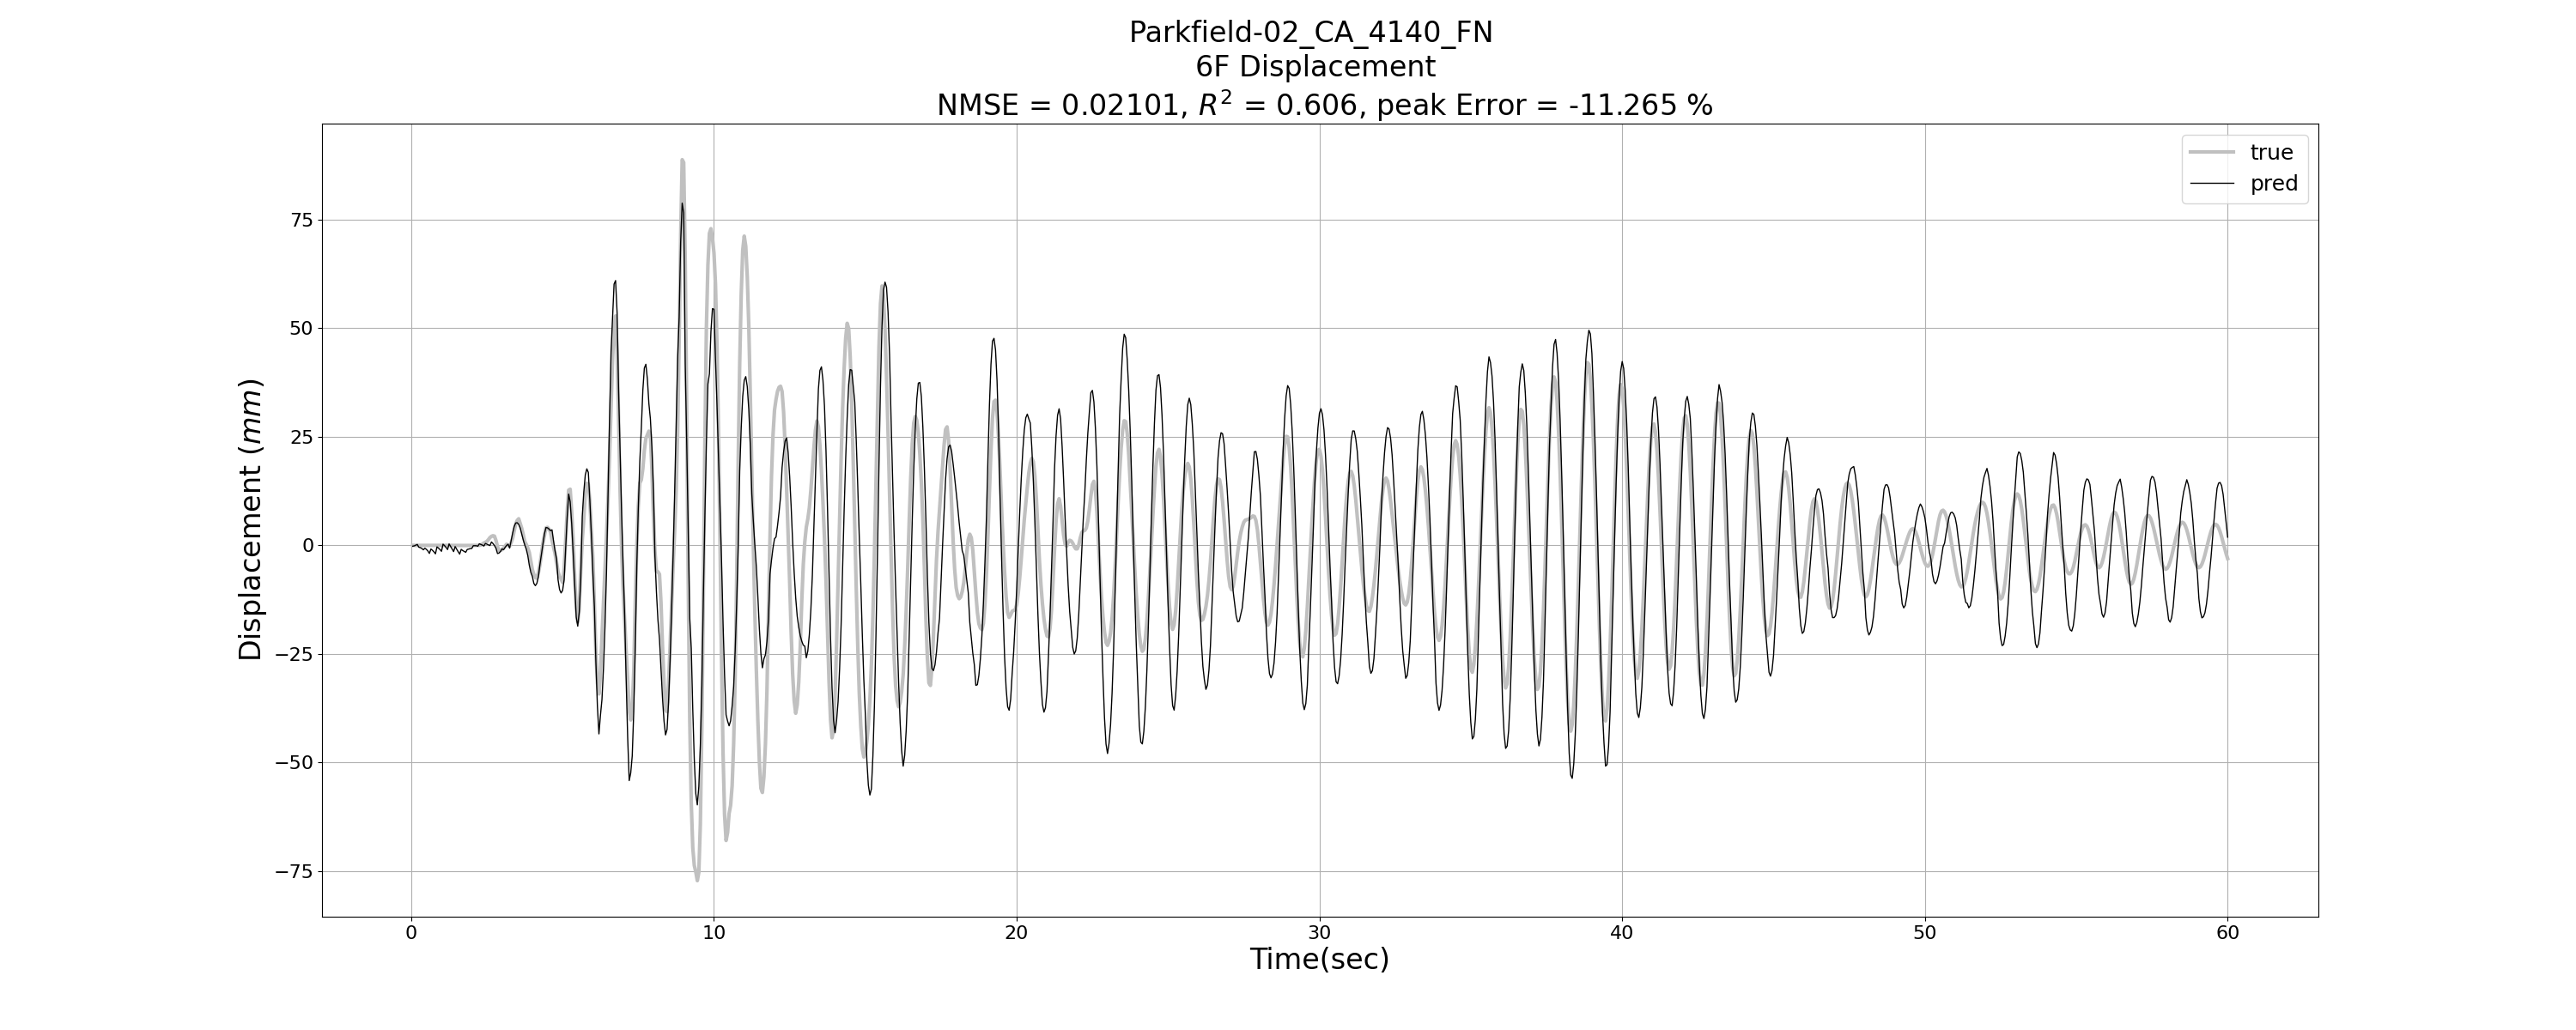 Parkfield-02_CA_4140_FN
6F Displacement
NMSE = 0.02101, R² = 0.606, peak Error = -11.265 %
true
pred
75
50
25
0
−25
−50
−75
Displacement (mm)
0 10 20 30 40 50 60
Time(sec)